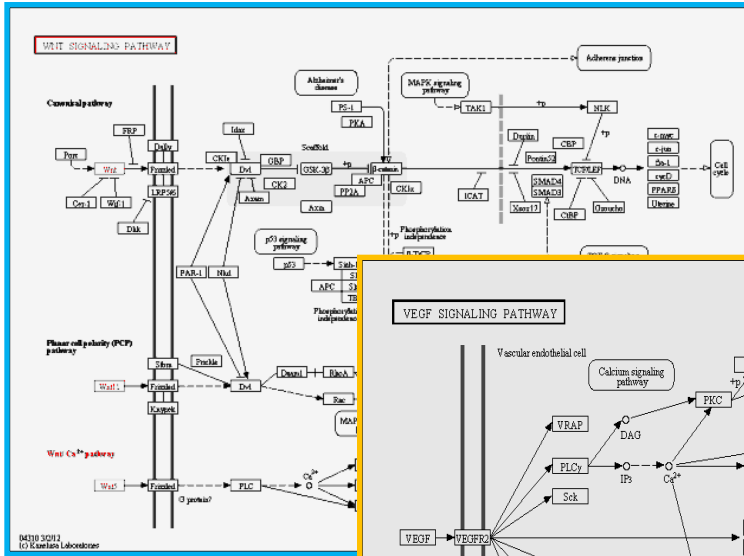 WNT SIGNALING PATHWAY
Canonical pathway
Alzheimer's
disease
Adherens junction
MAPK signaling
pathway
PS-1
PKA
TAK1
+p
NLK
FRP
Dally
Idax
Scaffold
Porc
Wnt
Frizzled
CKIε
Dvl
GBP
GSK-3β
+p
β-catenin
Duplin
Pontin52
CBP
+p
TCF/LEF
DNA
c-myc
c-jun
fra-1
cycD
PPARδ
Uterine
Cell
cycle
Cer-1
Wif-1
LRP5/6
Axam
CK2
APC
PP2A
CKIα
Axin
ICAT
SMAD4
SMAD3
Xsox17
CtBP
Groucho
Dkk
+p
Phosphorylation
independence
p53 signaling
pathway
PAR-1
Nkd
p53
Siah-
APC
Phosphorylation
independence
Planar cell polarity (PCP)
pathway
Stbm
Prickle
Wnt11
Frizzled
Dvl
Daam1
RhoA
Rac
Knypek
MAP
Wnt/Ca2+ pathway
Wnt5
Frizzled
G protein?
PLC
Ca2+
04310 3/2/12
(c) Kanehisa Laboratories
VEGF SIGNALING PATHWAY
Vascular endothelial cell
Calcium signaling
pathway
+p
PKC
VRAP
DAG
PLCγ
IP3
Ca2+
Sck
VEGF
VEGFR2